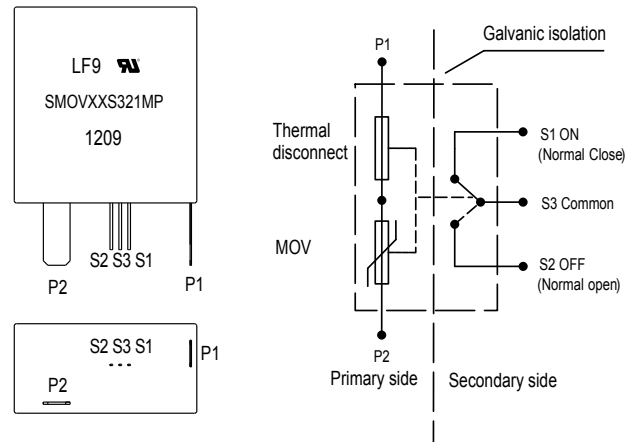 LF9 RU
SMOVXXS321MP
1209
S2 S3 S1
P2
P1
S2 S3 S1
P1
P2
Galvanic isolation
P1
Thermal
disconnect
MOV
S1 ON
(Normal Close)
S3 Common
S2 OFF
(Normal open)
P2
Primary side
Secondary side